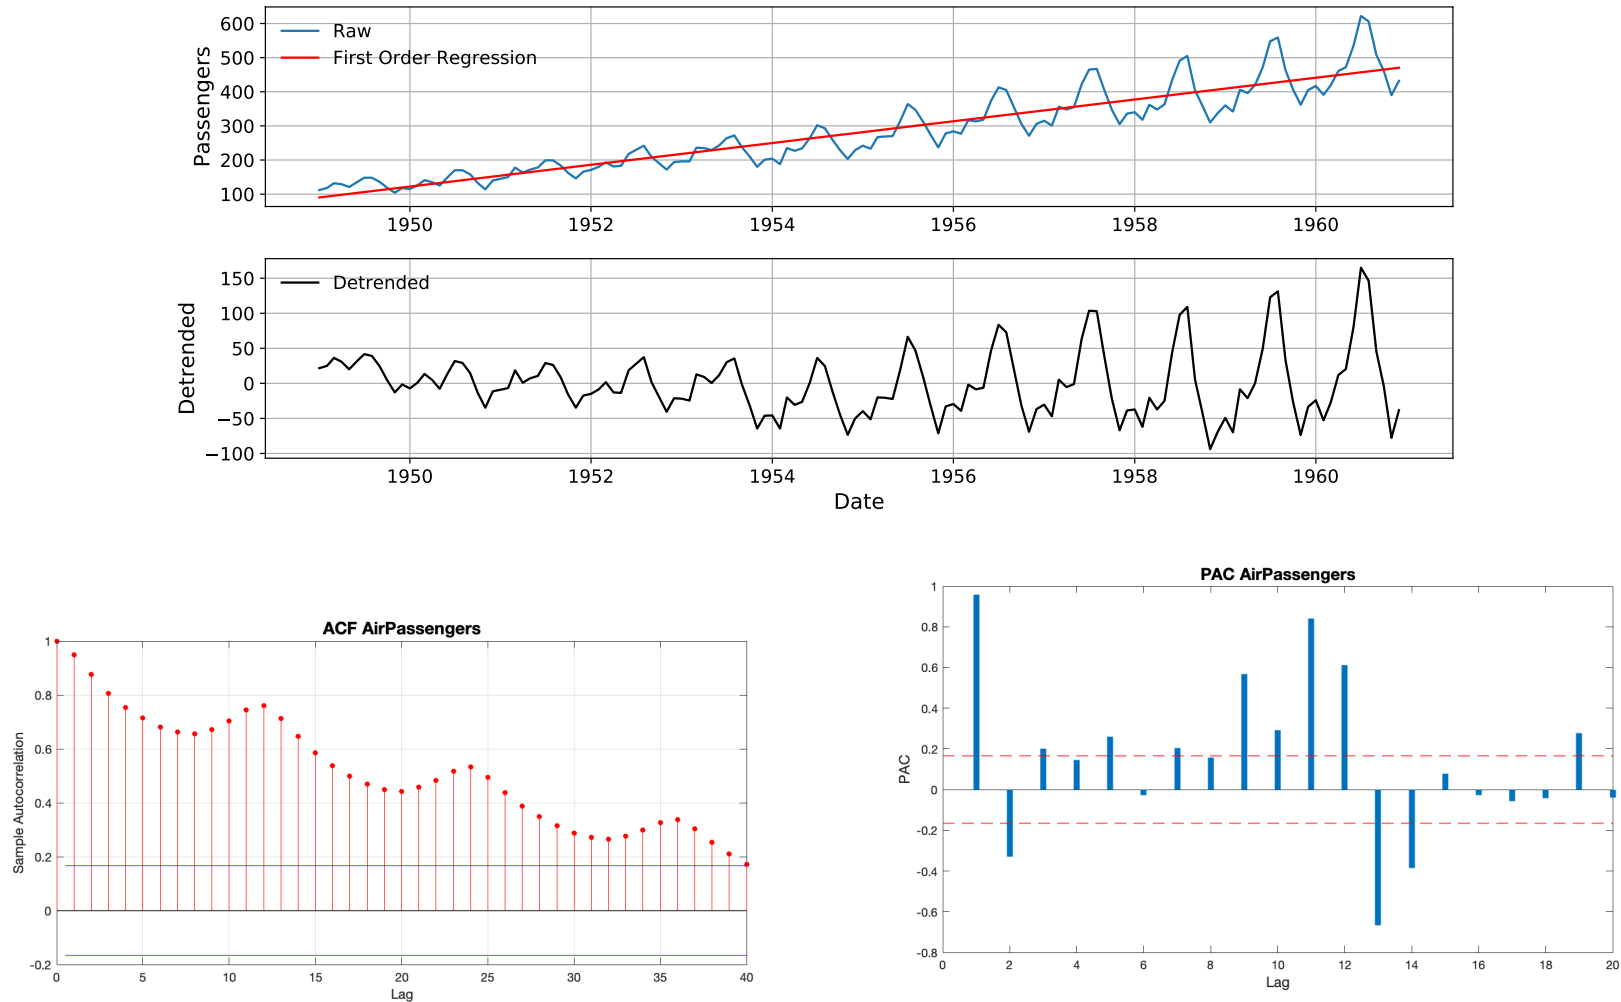 Raw
First Order Regression
Passengers
600
500
400
300
200
100
1950 1952 1954 1956 1958 1960
Detrended
Detrended
150
100
50
0
−50
−100
1950 1952 1954 1956 1958 1960
Date
ACF AirPassengers
Sample Autocorrelation
1
0.8
0.6
0.4
0.2
0
-0.2
0 5 10 15 20 25 30 35 40
Lag
PAC AirPassengers
PAC
1
0.8
0.6
0.4
0.2
0
-0.2
-0.4
-0.6
-0.8
0 2 4 6 8 10 12 14 16 18 20
Lag